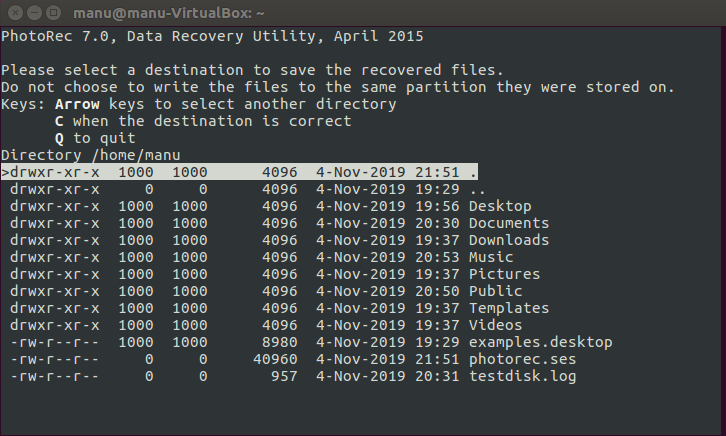 manu@manu-VirtualBox: ~
PhotoRec 7.0, Data Recovery Utility, April 2015
Please select a destination to save the recovered files.
Do not choose to write the files to the same partition they were stored on.
Keys: Arrow keys to select another directory
      C when the destination is correct
      Q to quit
Directory /home/manu
>drwxr-xr-x  1000  1000      4096  4-Nov-2019 21:51 .
 drwxr-xr-x     0     0      4096  4-Nov-2019 19:29 ..
 drwxr-xr-x  1000  1000      4096  4-Nov-2019 19:56 Desktop
 drwxr-xr-x  1000  1000      4096  4-Nov-2019 20:30 Documents
 drwxr-xr-x  1000  1000      4096  4-Nov-2019 19:37 Downloads
 drwxr-xr-x  1000  1000      4096  4-Nov-2019 20:53 Music
 drwxr-xr-x  1000  1000      4096  4-Nov-2019 19:37 Pictures
 drwxr-xr-x  1000  1000      4096  4-Nov-2019 20:50 Public
 drwxr-xr-x  1000  1000      4096  4-Nov-2019 19:37 Templates
 drwxr-xr-x  1000  1000      4096  4-Nov-2019 19:37 Videos
 -rw-r--r--  1000  1000      8980  4-Nov-2019 19:29 examples.desktop
 -rw-r--r--     0     0     40960  4-Nov-2019 21:51 photorec.ses
 -rw-r--r--     0     0       957  4-Nov-2019 20:31 testdisk.log